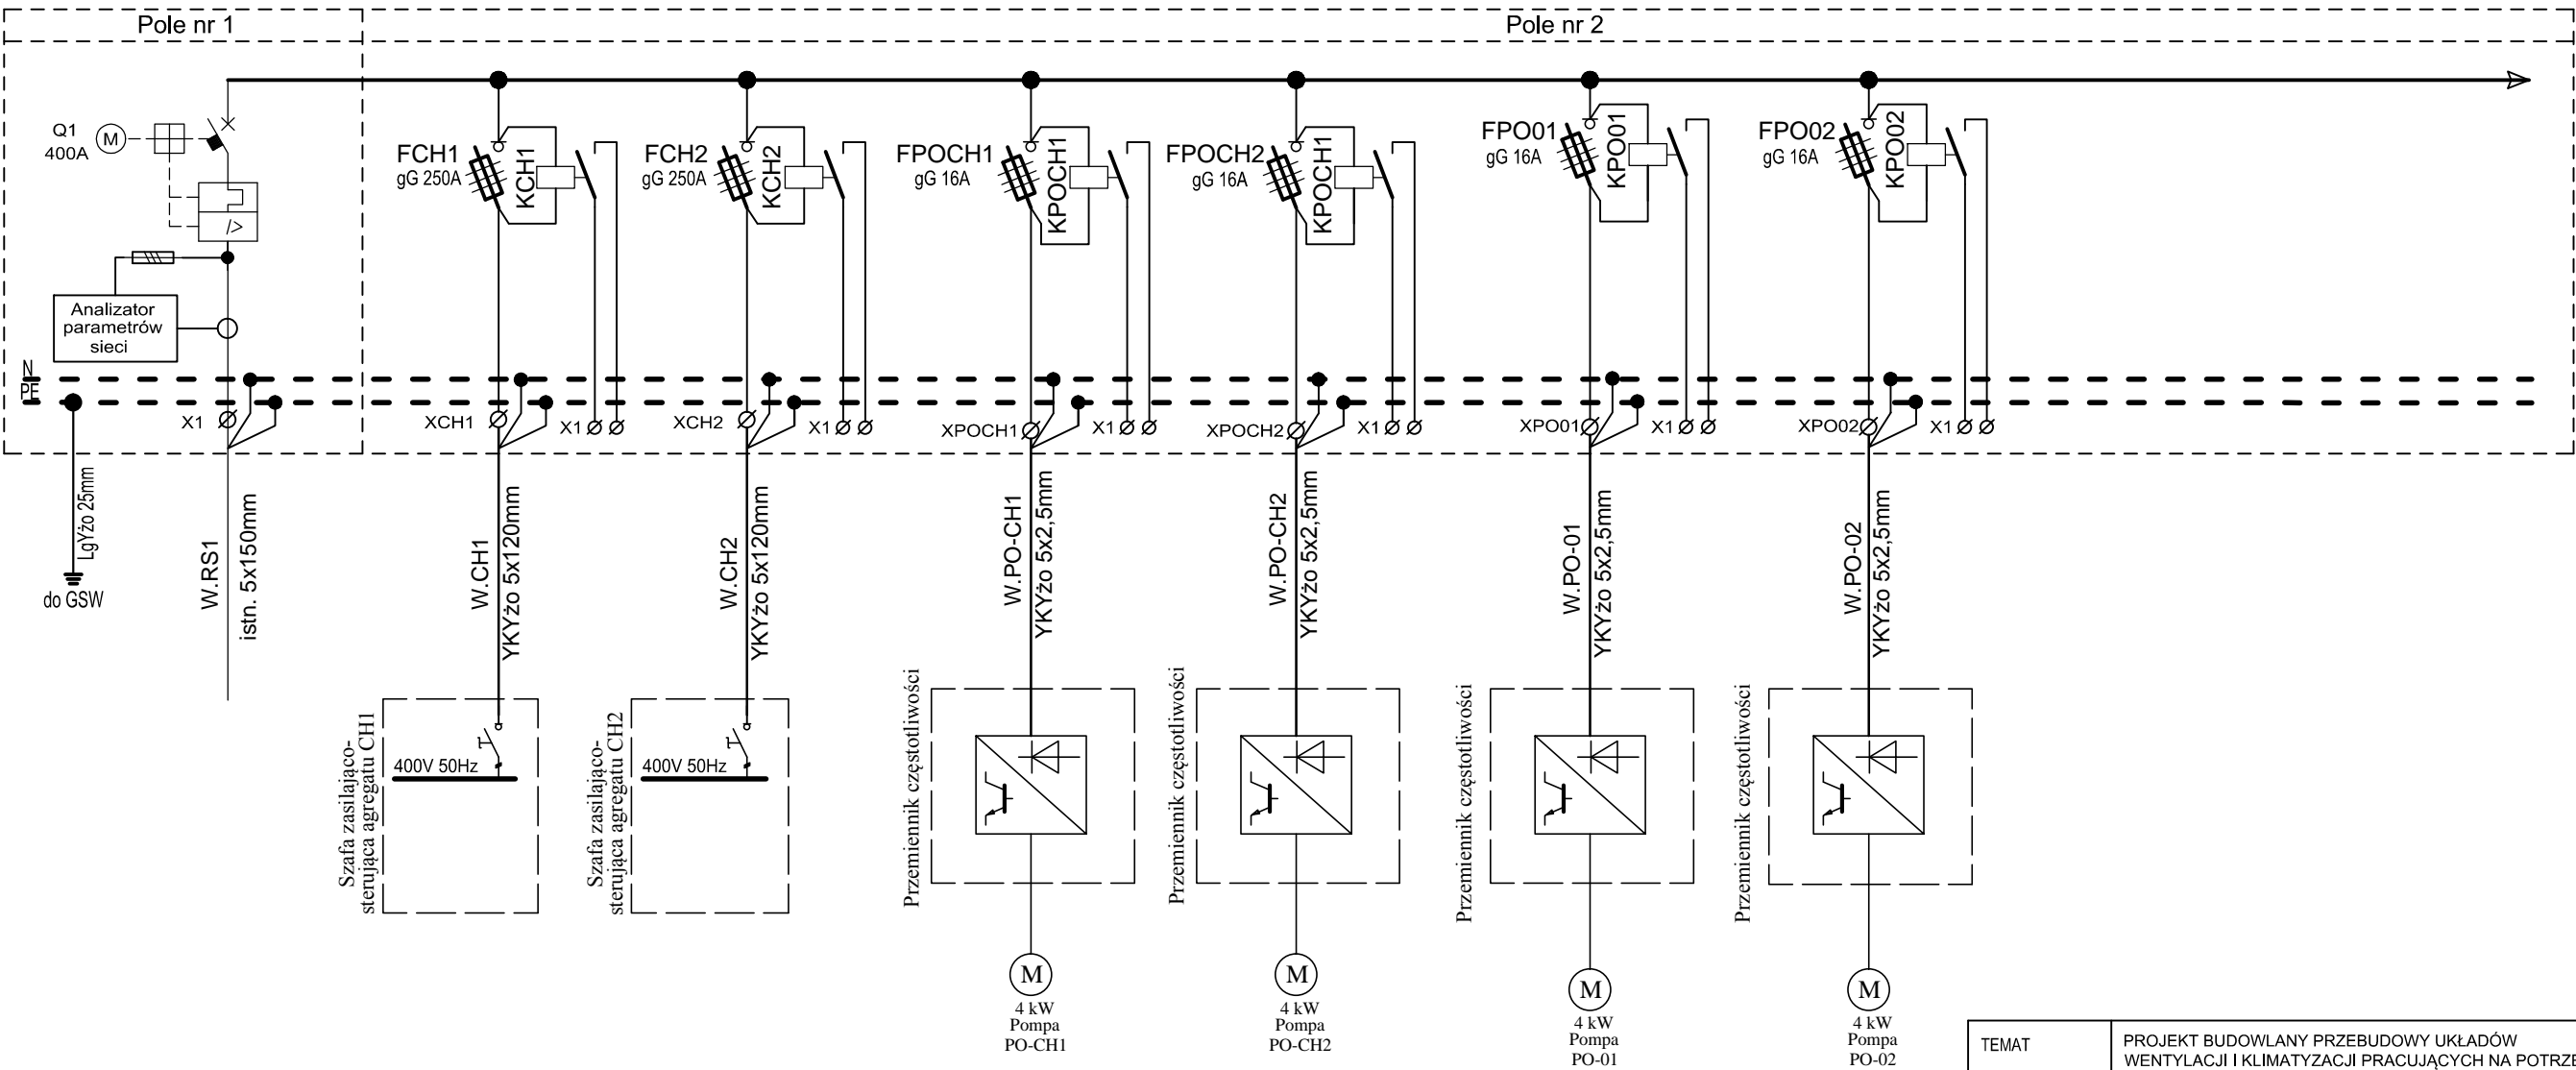 Pole nr 1
Pole nr 2
Q1
400A
M
I>
Analizator
parametrów
sieci
N
PE
X1
FCH1
gG 250A
KCH1
XCH1
X1
FCH2
gG 250A
KCH2
XCH2
X1
FPOCH1
gG 16A
KPOCH1
XPOCH1
X1
FPOCH2
gG 16A
KPOCH1
XPOCH2
X1
FPO01
gG 16A
KPO01
XPO01
X1
FPO02
gG 16A
KPO02
XPO02
X1
LgYżo 25mm
do GSW
W.RS1
istn. 5x150mm
W.CH1
YKYżo 5x120mm
W.CH2
YKYżo 5x120mm
W.PO-CH1
YKYżo 5x2,5mm
W.PO-CH2
YKYżo 5x2,5mm
W.PO-01
YKYżo 5x2,5mm
W.PO-02
YKYżo 5x2,5mm
Szafa zasilająco-
sterująca agregatu CH1
400V 50Hz
Szafa zasilająco-
sterująca agregatu CH2
400V 50Hz
Przemiennik częstotliwości
Przemiennik częstotliwości
Przemiennik częstotliwości
Przemiennik częstotliwości
M
4 kW
Pompa
PO-CH1
M
4 kW
Pompa
PO-CH2
M
4 kW
Pompa
PO-01
M
4 kW
Pompa
PO-02
TEMAT
PROJEKT BUDOWLANY PRZEBUDOWY UKŁADÓW
WENTYLACJI I KLIMATYZACJI PRACUJĄCYCH NA POTRZE